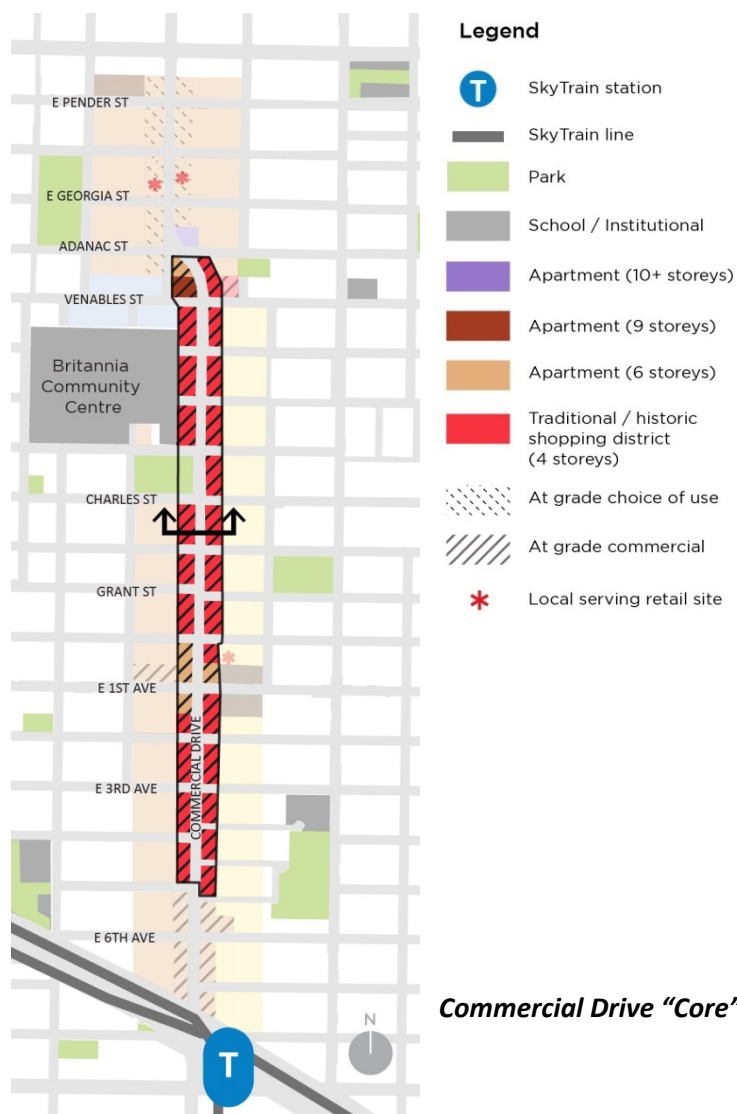 E PENDER ST
E GEORGIA ST
ADANAC ST
VENABLES ST
Britannia
Community
Centre
CHARLES ST
GRANT ST
E 1ST AVE
COMMERCIAL DRIVE
E 3RD AVE
E 6TH AVE
T
N
Legend
T
SkyTrain station
SkyTrain line
Park
School / Institutional
Apartment (10+ storeys)
Apartment (9 storeys)
Apartment (6 storeys)
Traditional / historic
shopping district
(4 storeys)
At grade choice of use
At grade commercial
* Local serving retail site
Commercial Drive “Core”